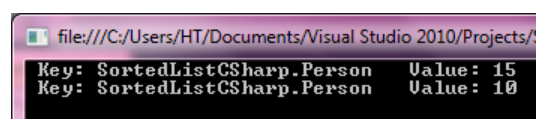 file:///C:/Users/HT/Documents/Visual Studio 2010/Projects/
Key: SortedListCSharp.Person Value: 15
Key: SortedListCSharp.Person Value: 10